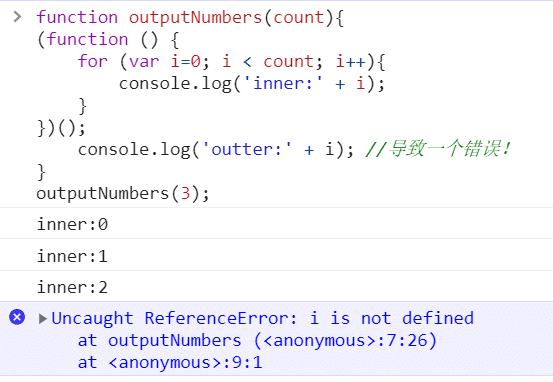 function outputNumbers(count){
(function () {
    for (var i=0; i < count; i++){
        console.log('inner:' + i);
    }
})();
    console.log('outter:' + i); //导致一个错误！
}
outputNumbers(3);
inner:0
inner:1
inner:2
Uncaught ReferenceError: i is not defined
    at outputNumbers (<anonymous>:7:26)
    at <anonymous>:9:1